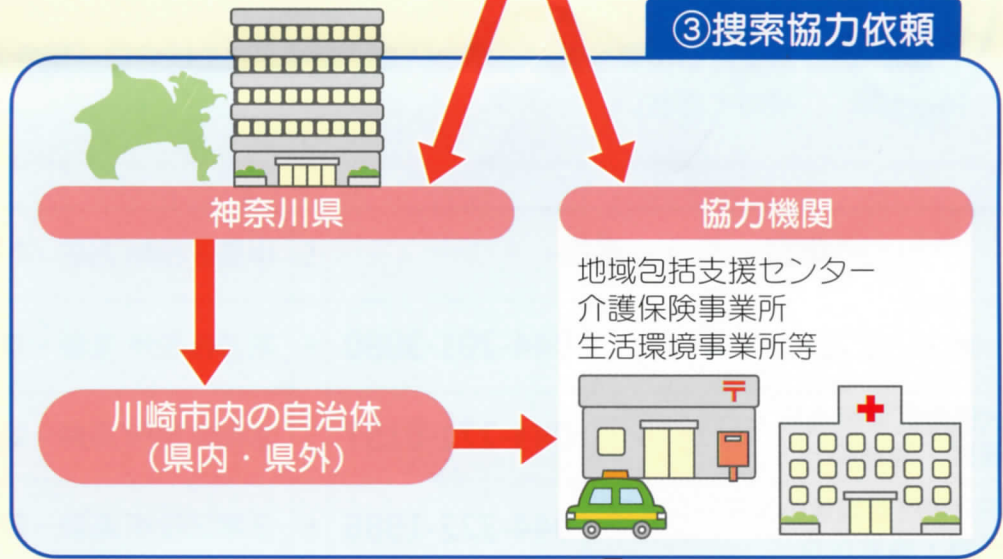 ③捜索協力依頼
神奈川県
協力機関
地域包括支援センター
介護保険事業所
生活環境事業所等
〒
川崎市内の自治体
（県内・県外）